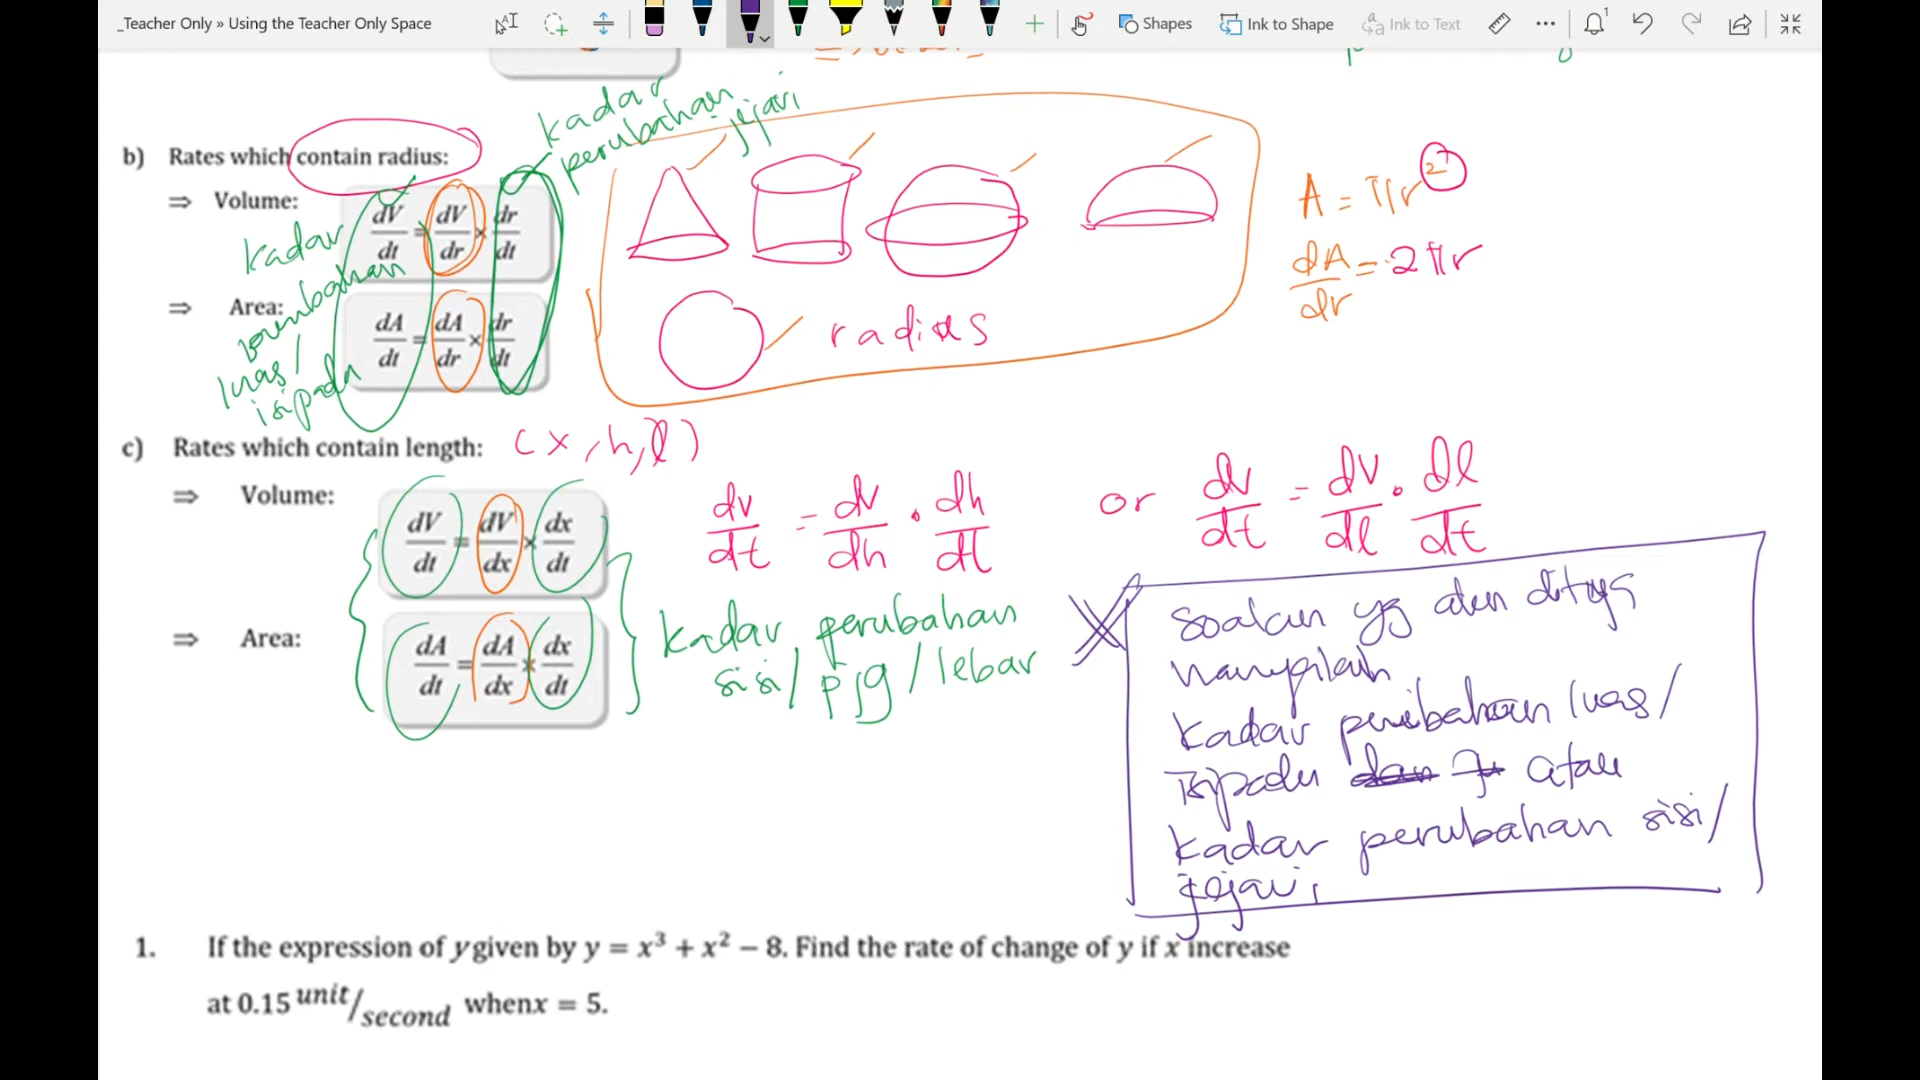 _Teacher Only » Using the Teacher Only Space
Shapes
Ink to Shape
Ink to Text
kadar
perubahan
jejari
b) Rates which contain radius:
⇒ Volume:
dV/dt = dV/dr × dr/dt
kadar
perubahan
luas/
isipadu
⇒ Area:
dA/dt = dA/dr × dr/dt
radius
A = πr²
dA/dr = 2πr
c) Rates which contain length: (x, h, l)
⇒ Volume:
dV/dt = dV/dx × dx/dt
dv/dt = dv/dh . dh/dt or dv/dt = dV/dl . dl/dt
⇒ Area:
dA/dt = dA/dx × dx/dt
kadar perubahan
sisi/pjg/lebar
soalan yg akan ditnya
hanyalah
kadar perubahan luas/
Isipadu dan atau
kadar perubahan sisi/
jejari,
1. If the expression of y given by y = x³ + x² − 8. Find the rate of change of y if x increase
at 0.15 unit/second whenx = 5.